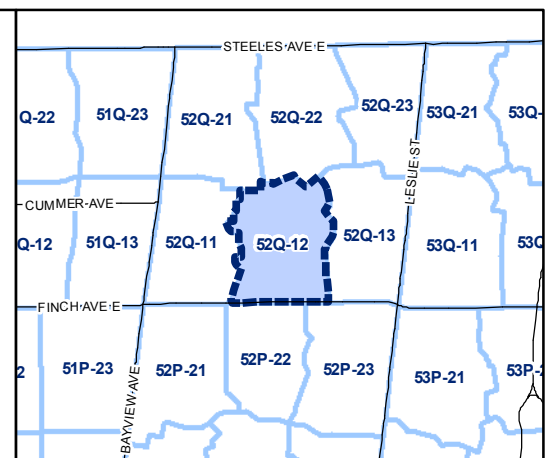 STEELES AVE E
Q-22
51Q-23
52Q-21
52Q-22
52Q-23
53Q-21
53Q-
LESLIE ST
CUMMER AVE
Q-12
51Q-13
52Q-11
52Q-12
52Q-13
53Q-11
53Q
FINCH AVE E
2
51P-23
52P-21
52P-22
52P-23
53P-21
53P-2
BAYVIEW AVE